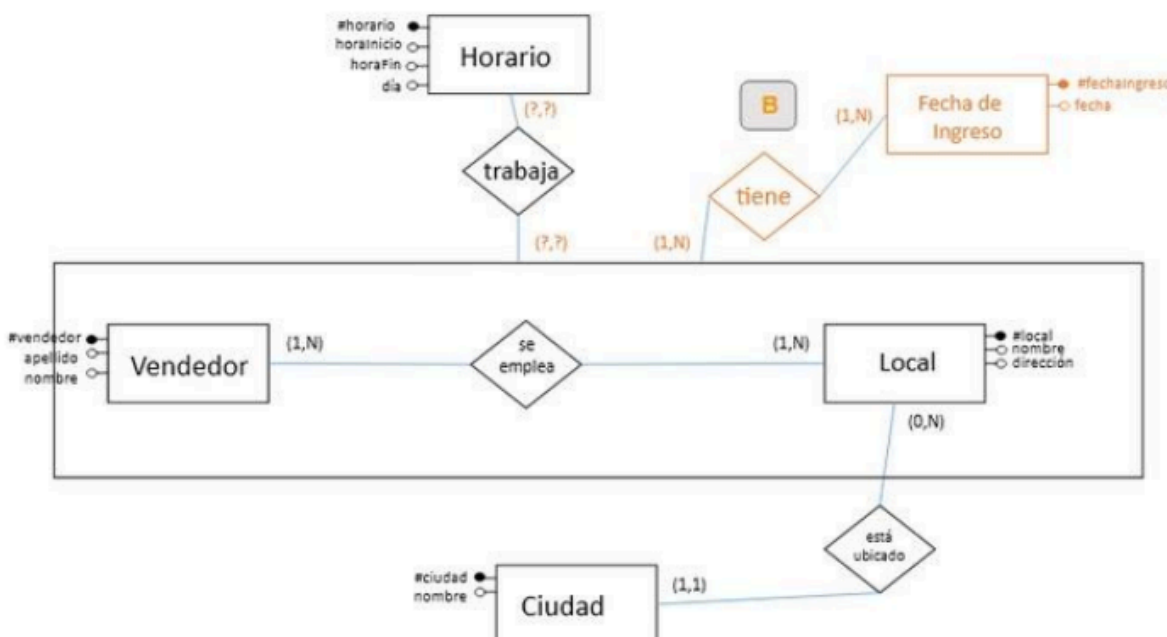 #horario
horaInicio
horaFin
día
Horario
(?,?)
trabaja
(?,?)
B
(1,N)
Fecha de
Ingreso
#fechaIngreso
fecha
tiene
(1,N)
#vendedor
apellido
nombre
Vendedor
(1,N)
se
emplea
(1,N)
Local
#local
nombre
dirección
(0,N)
está
ubicado
#ciudad
nombre
Ciudad
(1,1)